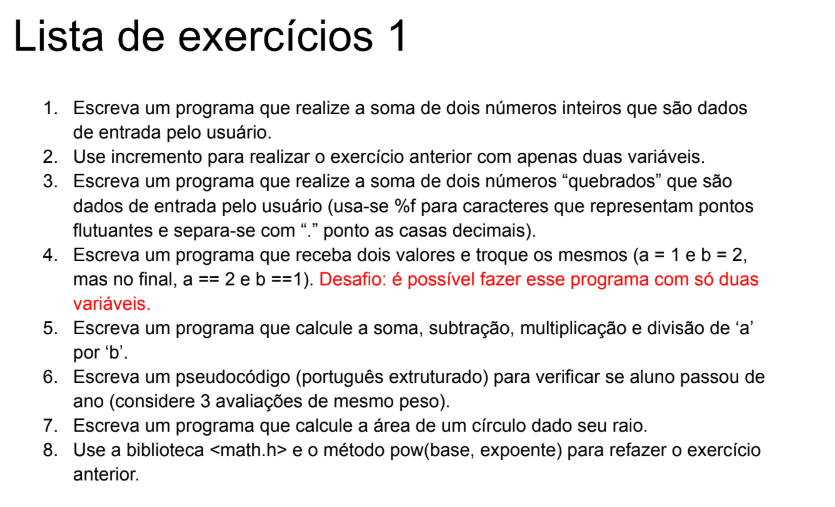 Lista de exercícios 1
1. Escreva um programa que realize a soma de dois números inteiros que são dados
de entrada pelo usuário.
2. Use incremento para realizar o exercício anterior com apenas duas variáveis.
3. Escreva um programa que realize a soma de dois números “quebrados” que são
dados de entrada pelo usuário (usa-se %f para caracteres que representam pontos
flutuantes e separa-se com “.” ponto as casas decimais).
4. Escreva um programa que receba dois valores e troque os mesmos (a = 1 e b = 2,
mas no final, a == 2 e b ==1). Desafio: é possível fazer esse programa com só duas
variáveis.
5. Escreva um programa que calcule a soma, subtração, multiplicação e divisão de ‘a’
por ‘b’.
6. Escreva um pseudocódigo (português extruturado) para verificar se aluno passou de
ano (considere 3 avaliações de mesmo peso).
7. Escreva um programa que calcule a área de um círculo dado seu raio.
8. Use a biblioteca <math.h> e o método pow(base, expoente) para refazer o exercício
anterior.